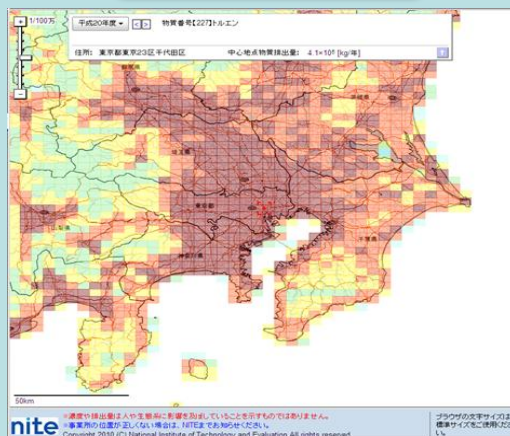 1/100万
平成20年度
物質番号【227】トルエン
住所: 東京都東京23区千代田区 中心地点物質排出量: 4.1×10⁶ [kg/年]
埼玉県
東京都
山梨県
千葉県
神奈川県
50km
nite
※濃度や排出量は人や生態系に影響を及ぼしていることを示すものではありません。
※事業所の位置が正しくない場合は、NITEまでお知らせください。
Copyright 2010 (C) National Institute of Technology and Evaluation All rights reserved
ブラウザの文字サイズは
標準サイズをご使用くださ
い。